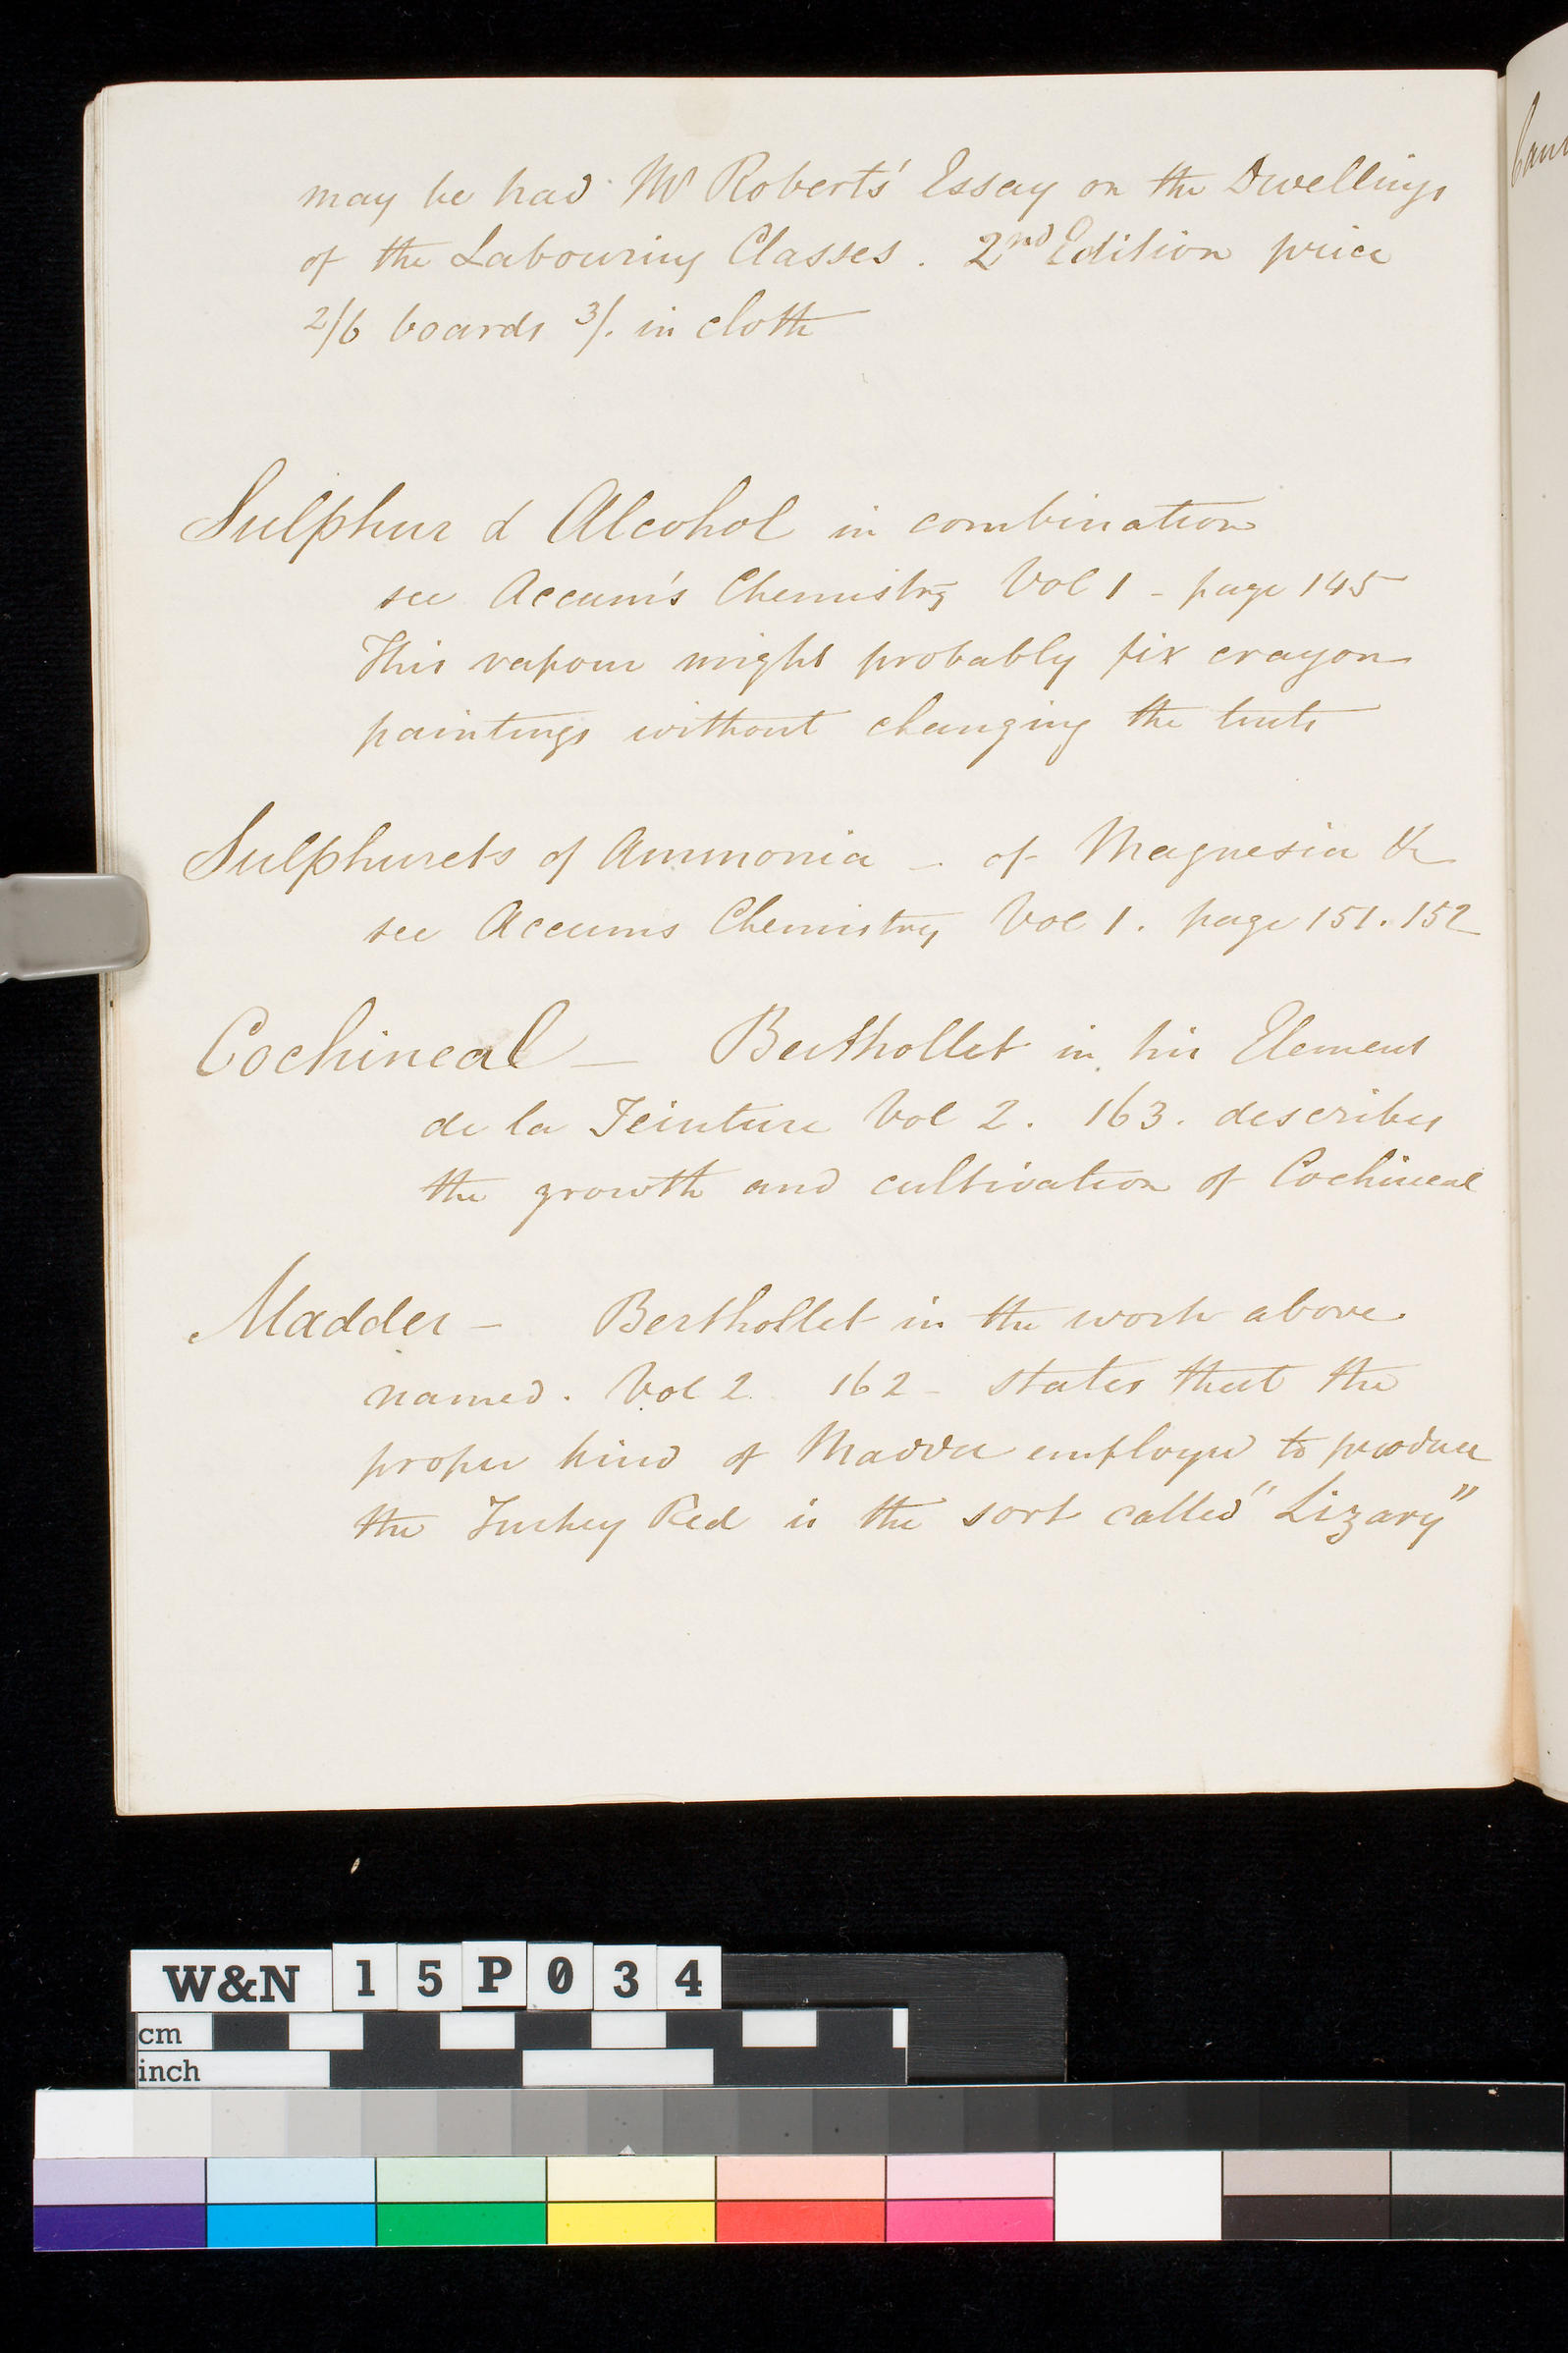 may be had Mr Roberts' Essay on the Dwellings
of the Labouring Classes. 2nd Edition price
2/6 boards 3/. in cloth
Sulphur & Alcohol in combination
see Accum's Chemistry Vol 1 - page 145
This vapour might probably fix crayon
paintings without changing the tints
Sulphurets of Ammonia - of Magnesia &c
see Accums Chemistry Vol 1. page 151. 152
Cochineal - Berthollet in his Elemens
de la Teinture Vol 2. 163. describes
the growth and cultivation of Cochineal
Madder - Berthollet in the work above
named. Vol 2. 162 - states that the
proper kind of Madder employed to produce
the Turkey Red is the sort called "Lizary"
W&N 15P034
cm
inch